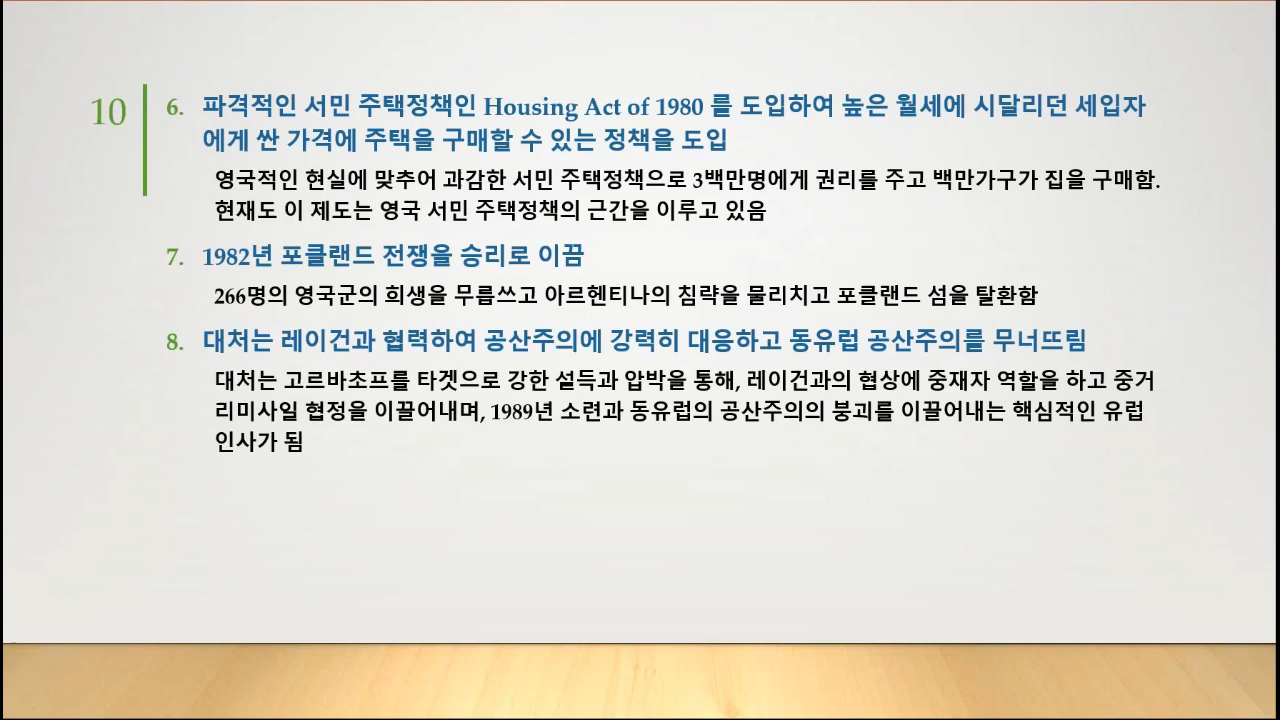 10
6. 파격적인 서민 주택정책인 Housing Act of 1980 를 도입하여 높은 월세에 시달리던 세입자
에게 싼 가격에 주택을 구매할 수 있는 정책을 도입
영국적인 현실에 맞추어 과감한 서민 주택정책으로 3백만명에게 권리를 주고 백만가구가 집을 구매함.
현재도 이 제도는 영국 서민 주택정책의 근간을 이루고 있음
7. 1982년 포클랜드 전쟁을 승리로 이끔
266명의 영국군의 희생을 무릅쓰고 아르헨티나의 침략을 물리치고 포클랜드 섬을 탈환함
8. 대처는 레이건과 협력하여 공산주의에 강력히 대응하고 동유럽 공산주의를 무너뜨림
대처는 고르바초프를 타겟으로 강한 설득과 압박을 통해, 레이건과의 협상에 중재자 역할을 하고 중거
리미사일 협정을 이끌어내며, 1989년 소련과 동유럽의 공산주의의 붕괴를 이끌어내는 핵심적인 유럽
인사가 됨